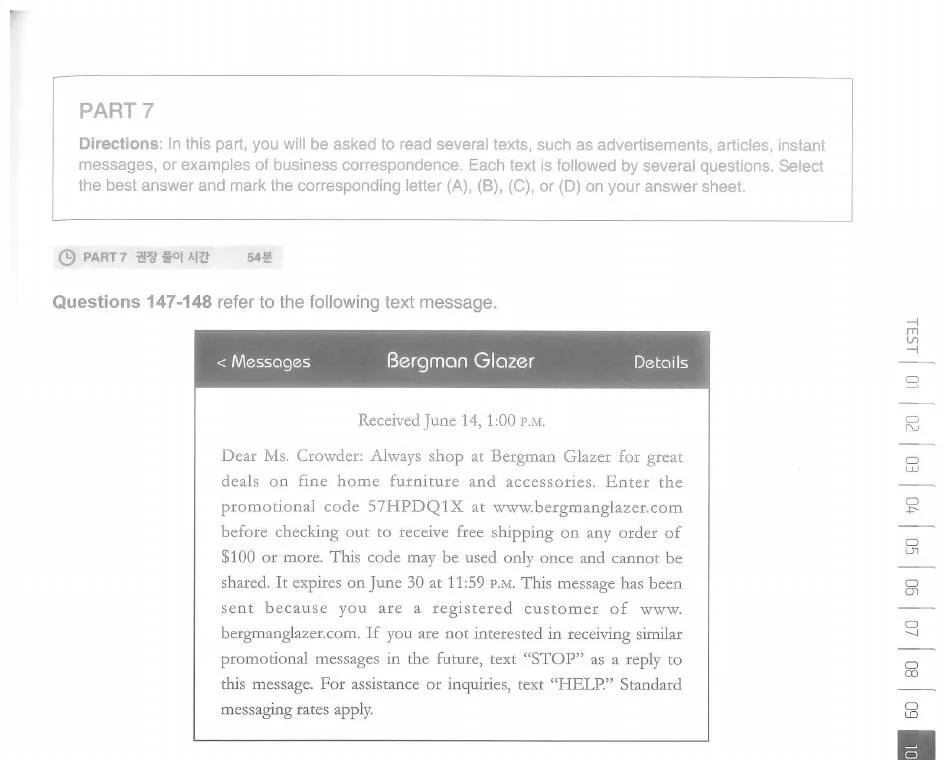 PART 7
Directions: In this part, you will be asked to read several texts, such as advertisements, articles, instant
messages, or examples of business correspondence. Each text is followed by several questions. Select
the best answer and mark the corresponding letter (A), (B), (C), or (D) on your answer sheet.
PART 7 권장 풀이 시간 54분
Questions 147-148 refer to the following text message.
< Messages Bergman Glazer Details
Received June 14, 1:00 P.M.
Dear Ms. Crowder: Always shop at Bergman Glazer for great
deals on fine home furniture and accessories. Enter the
promotional code 57HPDQ1X at www.bergmanglazer.com
before checking out to receive free shipping on any order of
$100 or more. This code may be used only once and cannot be
shared. It expires on June 30 at 11:59 P.M. This message has been
sent because you are a registered customer of www.
bergmanglazer.com. If you are not interested in receiving similar
promotional messages in the future, text “STOP” as a reply to
this message. For assistance or inquiries, text “HELP.” Standard
messaging rates apply.
TEST
01
02
03
04
05
06
07
08
09
10